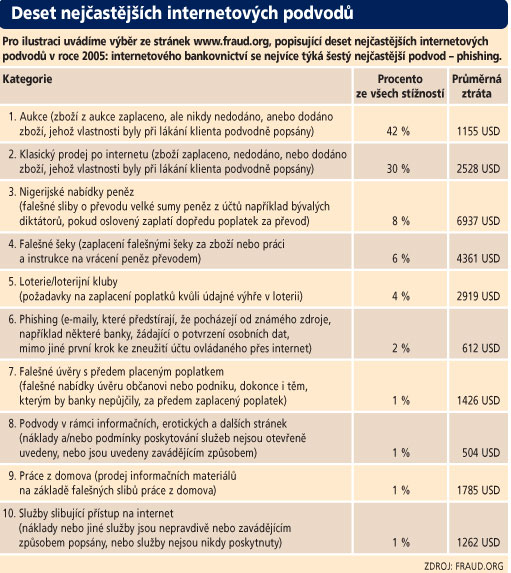 Deset nejčastějších internetových podvodů
Pro ilustraci uvádíme výběr ze stránek www.fraud.org, popisující deset nejčastějších internetových
podvodů v roce 2005: internetového bankovnictví se nejvíce týká šestý nejčastější podvod – phishing.
Kategorie Procento Průměrná
ze všech stížností ztráta
1. Aukce (zboží z aukce zaplaceno, ale nikdy nedodáno, anebo dodáno
zboží, jehož vlastnosti byly při lákání klienta podvodně popsány) 42 % 1155 USD
2. Klasický prodej po internetu (zboží zaplaceno, nedodáno, nebo dodáno
zboží, jehož vlastnosti byly při lákání klienta podvodně popsány) 30 % 2528 USD
3. Nigerijské nabídky peněz
(falešné sliby o převodu velké sumy peněz z účtů například bývalých
diktátorů, pokud oslovený zaplatí dopředu poplatek za převod) 8 % 6937 USD
4. Falešné šeky (zaplacení falešnými šeky za zboží nebo práci
a instrukce na vrácení peněz převodem) 6 % 4361 USD
5. Loterie/loterijní kluby
(požadavky na zaplacení poplatků kvůli údajné výhře v loterii) 4 % 2919 USD
6. Phishing (e-maily, které předstírají, že pocházejí od známého zdroje,
například některé banky, žádající o potvrzení osobních dat,
mimo jiné první krok ke zneužití účtu ovládaného přes internet) 2 % 612 USD
7. Falešné úvěry s předem placeným poplatkem
(falešné nabídky úvěru občanovi nebo podniku, dokonce i těm,
kterým by banky nepůjčily, za předem zaplacený poplatek) 1 % 1426 USD
8. Podvody v rámci informačních, erotických a dalších stránek
(náklady a/nebo podmínky poskytování služeb nejsou otevřeně
uvedeny, nebo jsou uvedeny zavádějícím způsobem) 1 % 504 USD
9. Práce z domova (prodej informačních materiálů
na základě falešných slibů práce z domova) 1 % 1785 USD
10. Služby slibující přístup na internet
(náklady nebo jiné služby jsou nepravdivě nebo zavádějícím
způsobem popsány, nebo služby nejsou nikdy poskytnuty) 1 % 1262 USD
ZDROJ: FRAUD.ORG